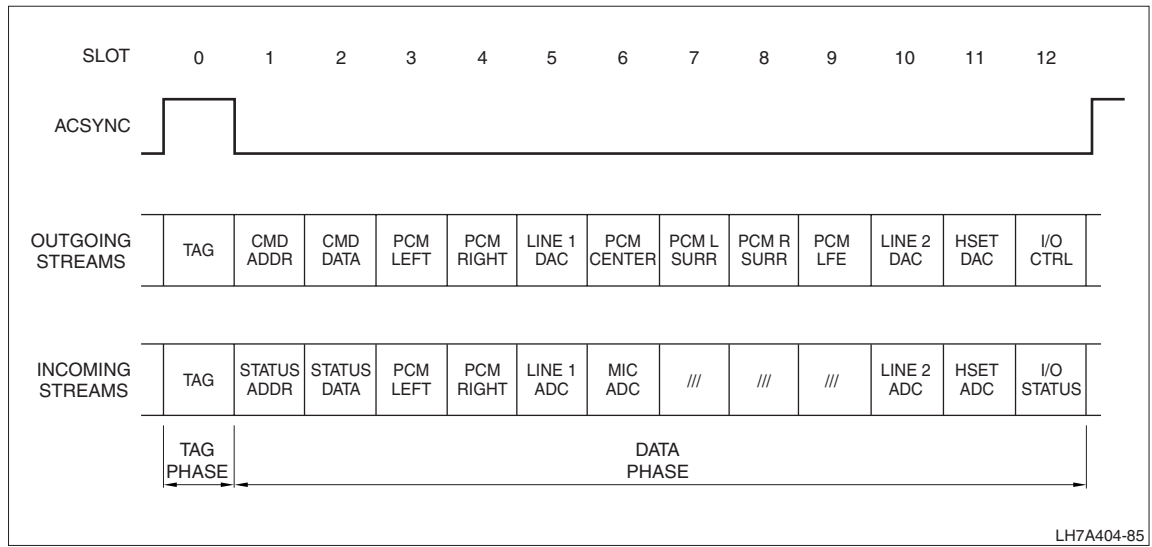 SLOT 0 1 2 3 4 5 6 7 8 9 10 11 12
ACSYNC
OUTGOING STREAMS TAG CMD ADDR CMD DATA PCM LEFT PCM RIGHT LINE 1 DAC PCM CENTER PCM L SURR PCM R SURR PCM LFE LINE 2 DAC HSET DAC I/O CTRL
INCOMING STREAMS TAG STATUS ADDR STATUS DATA PCM LEFT PCM RIGHT LINE 1 ADC MIC ADC /// /// /// LINE 2 ADC HSET ADC I/O STATUS
TAG PHASE DATA PHASE
LH7A404-85